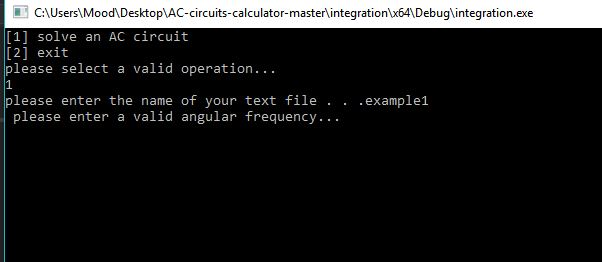 C:\Users\Mood\Desktop\AC-circuits-calculator-master\integration\x64\Debug\integration.exe
[1] solve an AC circuit
[2] exit
please select a valid operation...
1
please enter the name of your text file . . .example1
 please enter a valid angular frequency...